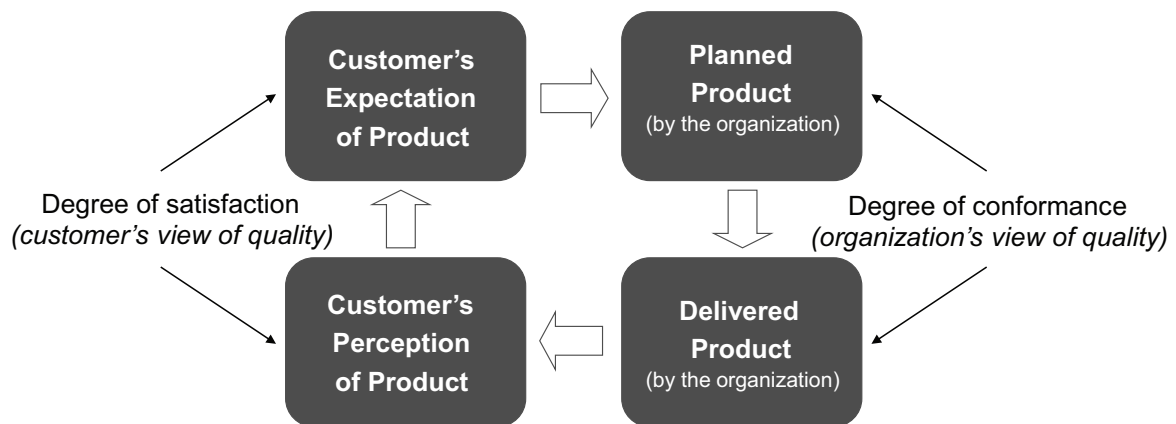 Customer’s
Expectation
of Product
Planned
Product
(by the organization)
Degree of satisfaction
(customer’s view of quality)
Degree of conformance
(organization’s view of quality)
Customer’s
Perception
of Product
Delivered
Product
(by the organization)